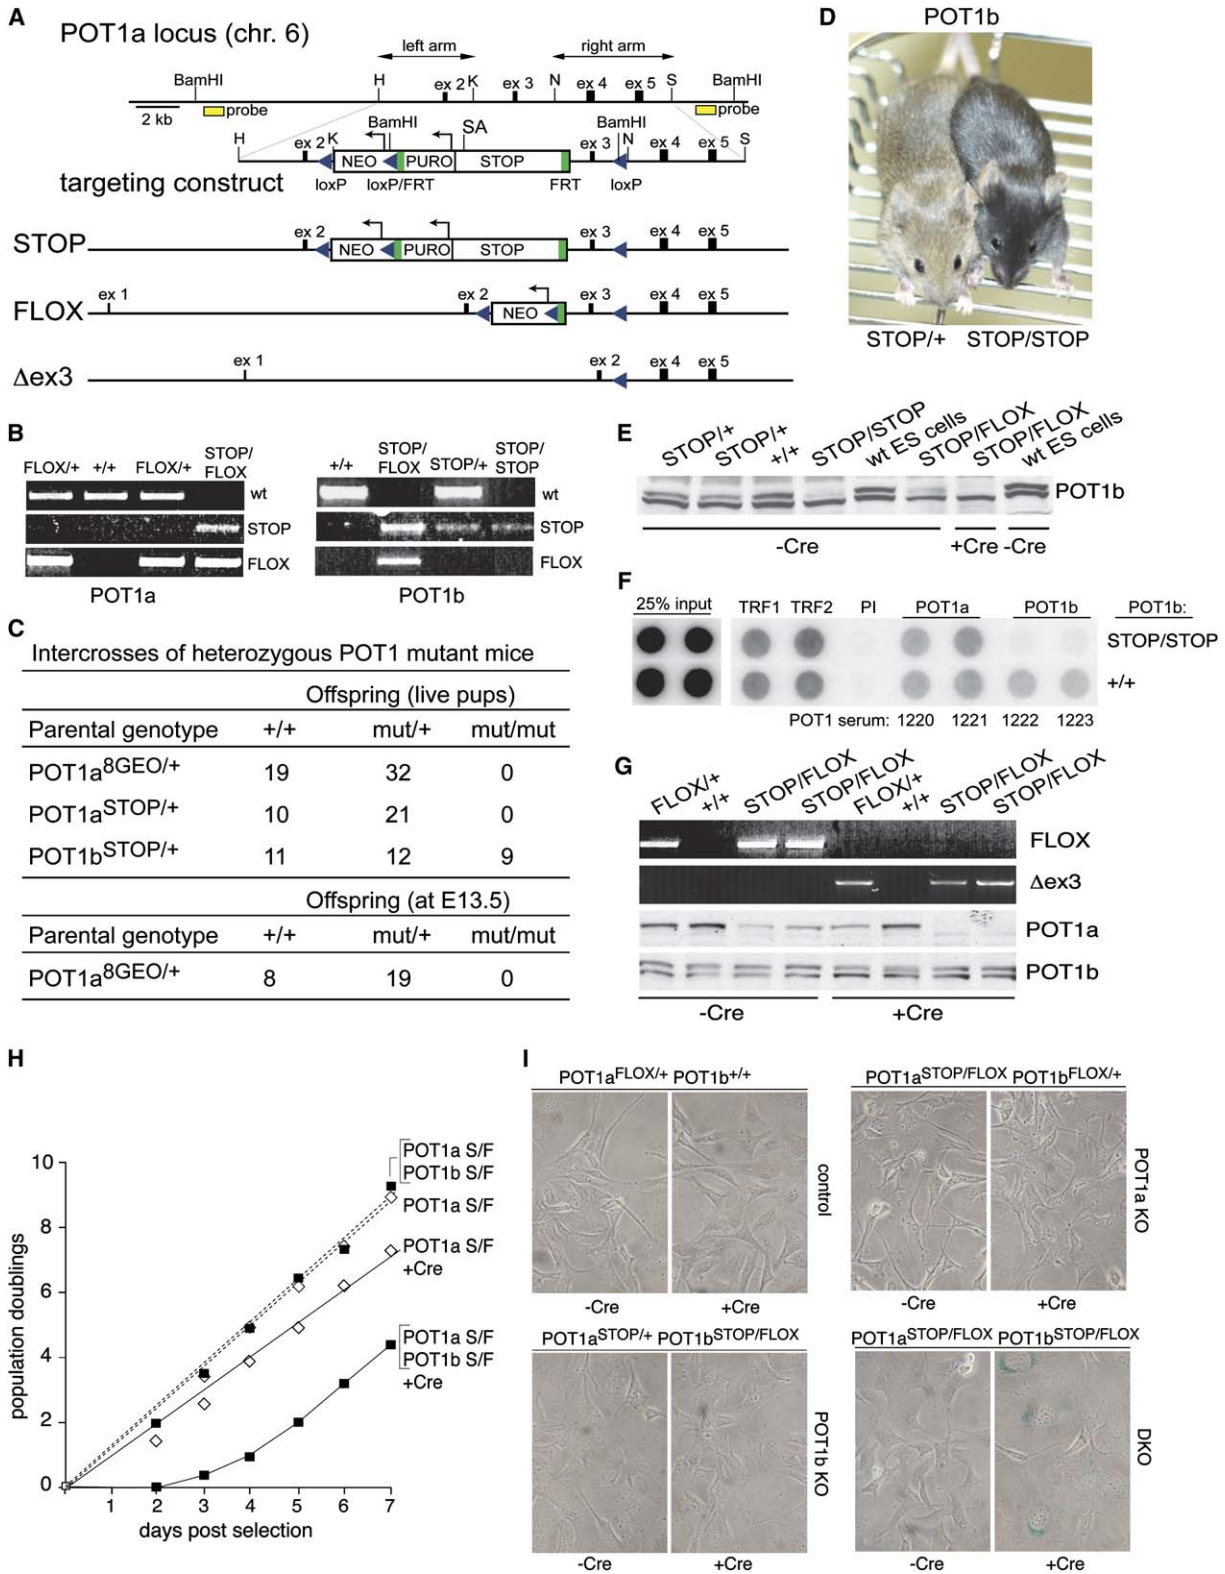 A
POT1a locus (chr. 6)
left arm
right arm
BamHI
H
ex 2
K
ex 3
N
ex 4
ex 5
S
BamHI
probe
probe
2 kb
H
ex 2
K
BamHI
SA
BamHI
N
ex 3
ex 4
ex 5
S
NEO
PURO
STOP
targeting construct
loxP
loxP/FRT
FRT
loxP
STOP
ex 2
NEO
PURO
STOP
ex 3
ex 4
ex 5
FLOX
ex 1
ex 2
NEO
ex 3
ex 4
ex 5
Δex3
ex 1
ex 2
ex 4
ex 5
B
FLOX/+
+/+
FLOX/+
STOP/
FLOX
wt
STOP
FLOX
POT1a
+/+
STOP/
FLOX
STOP/+
STOP/
STOP
wt
STOP
FLOX
POT1b
C
Intercrosses of heterozygous POT1 mutant mice
Offspring (live pups)
Parental genotype +/+ mut/+ mut/mut
POT1a8GEO/+ 19 32 0
POT1aSTOP/+ 10 21 0
POT1bSTOP/+ 11 12 9
Offspring (at E13.5)
Parental genotype +/+ mut/+ mut/mut
POT1a8GEO/+ 8 19 0
D
POT1b
STOP/+ STOP/STOP
E
STOP/+
STOP/+
+/+
STOP/STOP
wt ES cells
STOP/FLOX
STOP/FLOX
wt ES cells
POT1b
-Cre
+Cre
-Cre
F
25% input
TRF1
TRF2
PI
POT1a
POT1b
POT1b:
STOP/STOP
+/+
POT1 serum: 1220 1221 1222 1223
G
FLOX/+
+/+
STOP/FLOX
STOP/FLOX
FLOX/+
+/+
STOP/FLOX
STOP/FLOX
FLOX
Δex3
POT1a
POT1b
-Cre
+Cre
H
population doublings
10
8
6
4
2
0
1 2 3 4 5 6 7
days post selection
POT1a S/F
POT1b S/F
POT1a S/F
POT1a S/F
+Cre
POT1a S/F
POT1b S/F
+Cre
I
POT1aFLOX/+ POT1b+/+
control
-Cre
+Cre
POT1aSTOP/FLOX POT1bFLOX/+
POT1a KO
-Cre
+Cre
POT1aSTOP/+ POT1bSTOP/FLOX
POT1b KO
-Cre
+Cre
POT1aSTOP/FLOX POT1bSTOP/FLOX
DKO
-Cre
+Cre